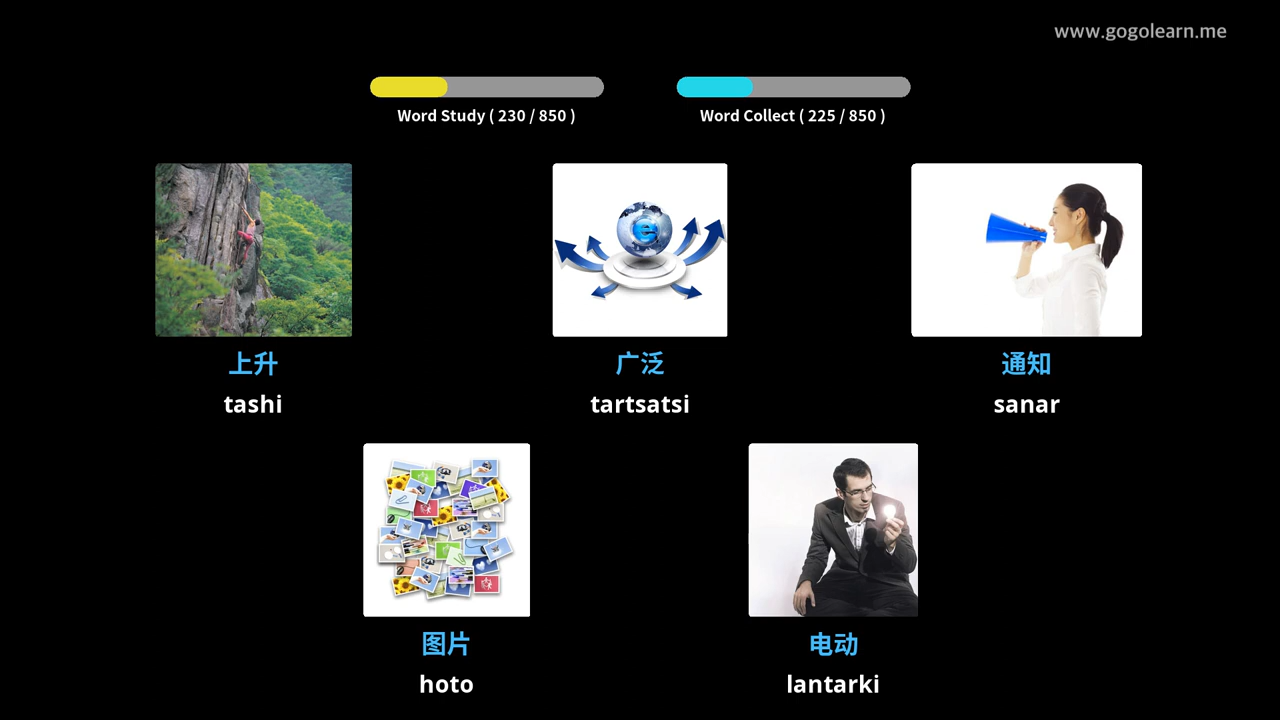 www.gogolearn.me
Word Study ( 230 / 850 )
Word Collect ( 225 / 850 )
上升
广泛
通知
tashi
tartsatsi
sanar
图片
电动
hoto
lantarki